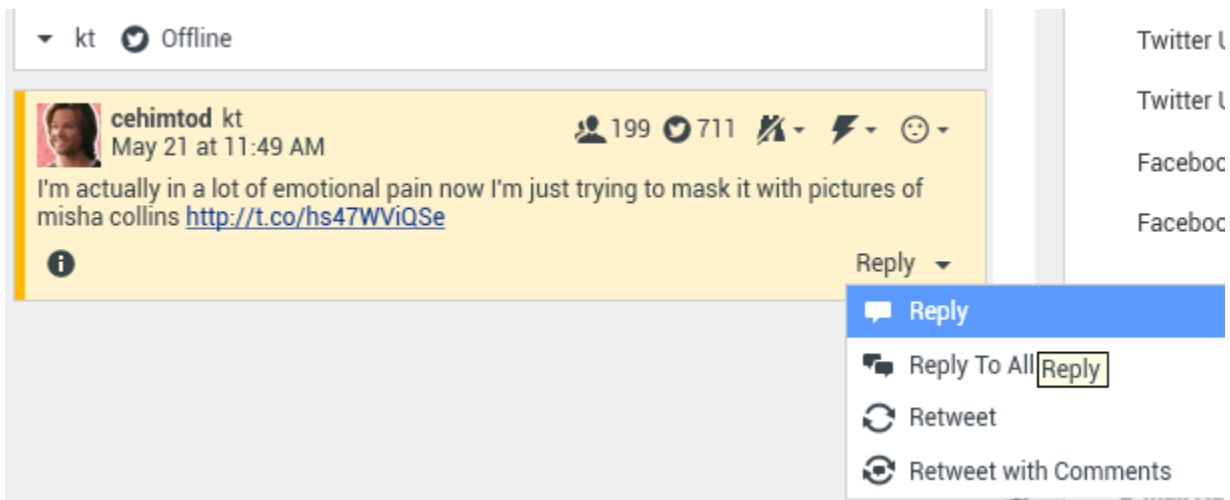 kt Offline
cehimtod kt
May 21 at 11:49 AM
199 711
I'm actually in a lot of emotional pain now I'm just trying to mask it with pictures of
misha collins http://t.co/hs47WViQSe
Reply
Reply
Reply To All
Reply
Retweet
Retweet with Comments
Twitter
Twitter